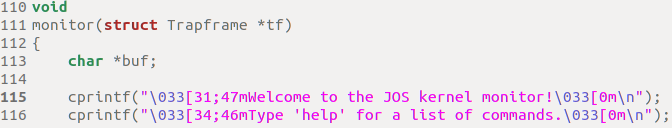 110 void
111 monitor(struct Trapframe *tf)
112 {
113     char *buf;
114
115     cprintf("\033[31;47mWelcome to the JOS kernel monitor!\033[0m\n");
116     cprintf("\033[34;46mType 'help' for a list of commands.\033[0m\n");